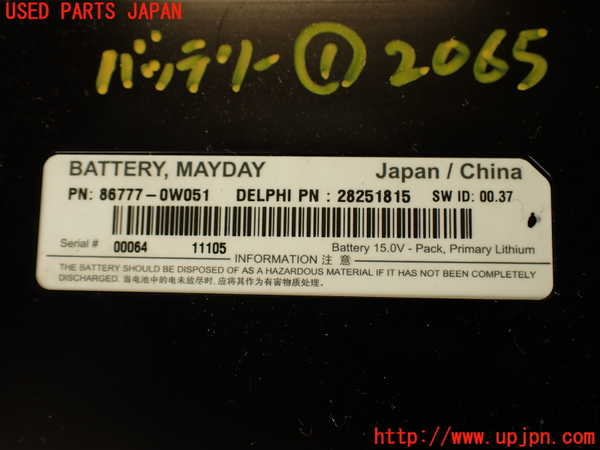 USED PARTS JAPAN
バッテリー ① 2065
BATTERY, MAYDAY Japan / China
PN: 86777-0W051 DELPHI PN : 28251815 SW ID: 00.37
Serial # 00064 11105 Battery 15.0V - Pack, Primary Lithium
INFORMATION 注 意
THE BATTERY SHOULD BE DISPOSED OF AS A HAZARDOUS MATERIAL IF IT HAS NOT BEEN COMPLETELY
DISCHARGED. 当电池中的电未放尽时, 应将其作为有害物质处理.
http://www.upjpn.com/